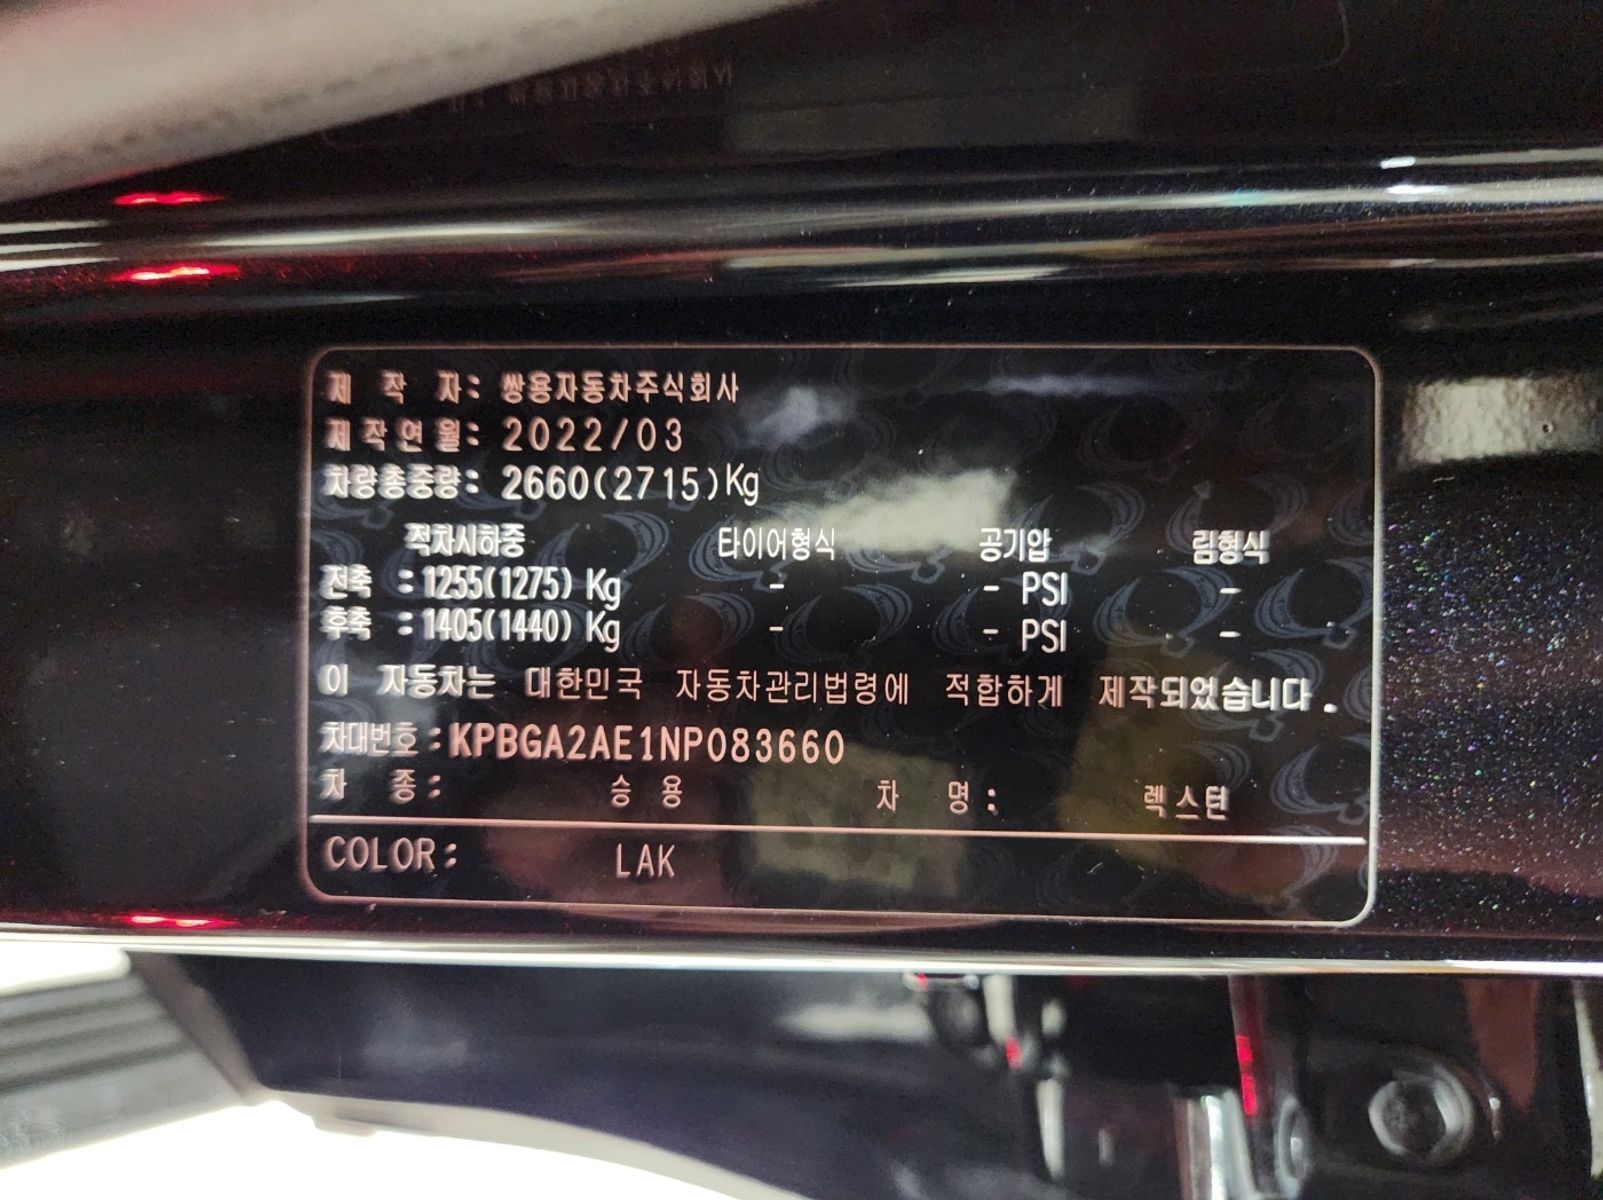 제 작 자: 쌍용자동차주식회사
제작연월: 2022/03
차량총중량: 2660(2715)Kg
적차시하중 타이어형식 공기압 림형식
전축 : 1255(1275) Kg - - PSI -
후축 : 1405(1440) Kg - - PSI -
이 자동차는 대한민국 자동차관리법령에 적합하게 제작되었습니다.
차대번호: KPBGA2AE1NP083660
차 종: 승 용 차 명: 렉스턴
COLOR: LAK